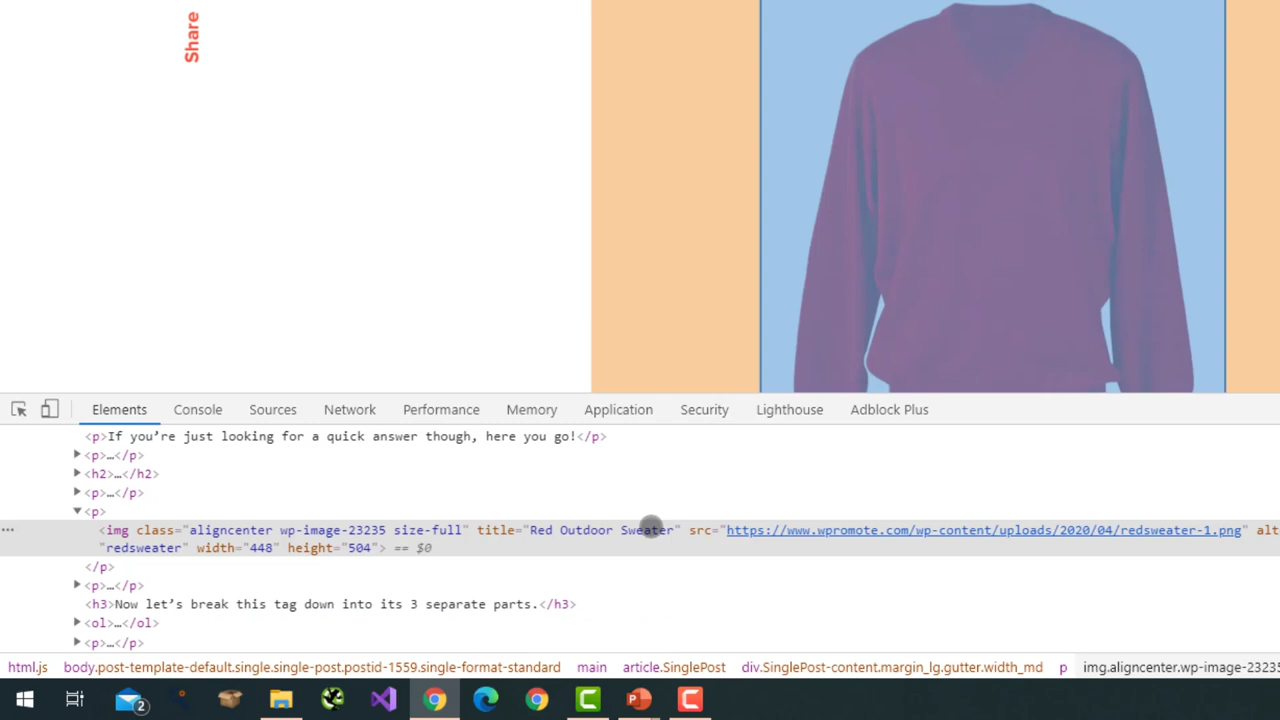 Share
Elements Console Sources Network Performance Memory Application Security Lighthouse Adblock Plus
<p>If you’re just looking for a quick answer though, here you go!</p>
<p>…</p>
<h2>…</h2>
<p>…</p>
<p>
<img class="aligncenter wp-image-23235 size-full" title="Red Outdoor Sweater" src="https://www.wpromote.com/wp-content/uploads/2020/04/redsweater-1.png" alt
"redsweater" width="448" height="504"> == $0
</p>
<p>…</p>
<h3>Now let’s break this tag down into its 3 separate parts.</h3>
<ol>…</ol>
<p>…</p>
html.js body.post-template-default.single.single-post.postid-1559.single-format-standard main article.SinglePost div.SinglePost-content.margin_lg.gutter.width_md p img.aligncenter.wp-image-23235
2